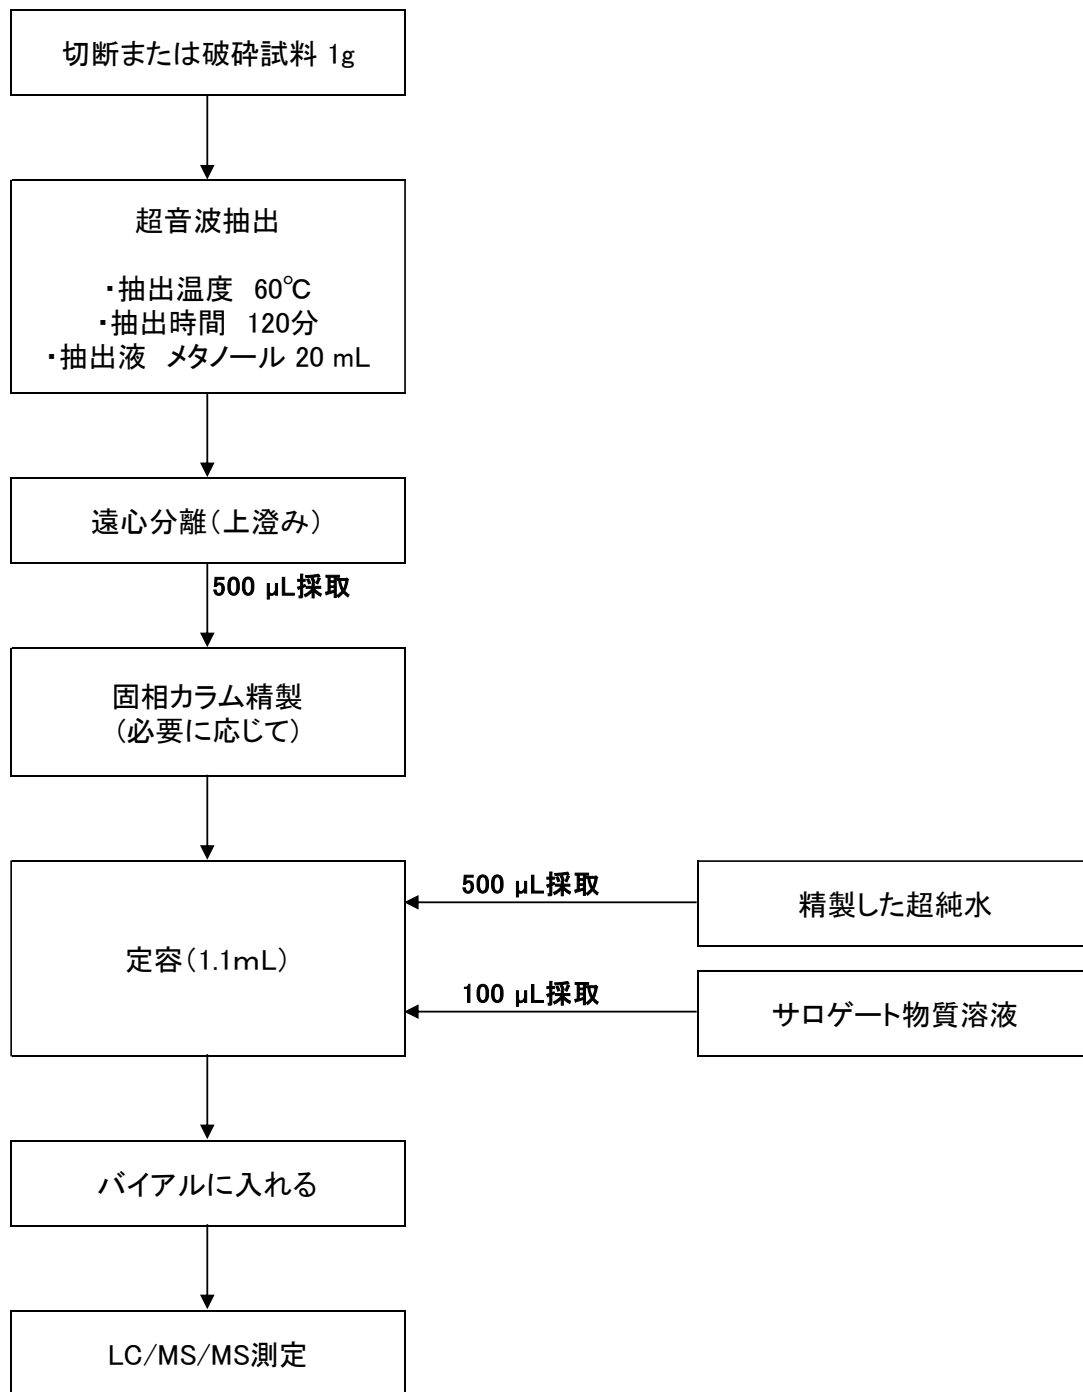 切断または破砕試料 1g
超音波抽出
・抽出温度 60℃
・抽出時間 120分
・抽出液 メタノール 20 mL
遠心分離(上澄み)
500 µL採取
固相カラム精製
(必要に応じて)
500 µL採取
精製した超純水
定容(1.1mL)
100 µL採取
サロゲート物質溶液
バイアルに入れる
LC/MS/MS測定